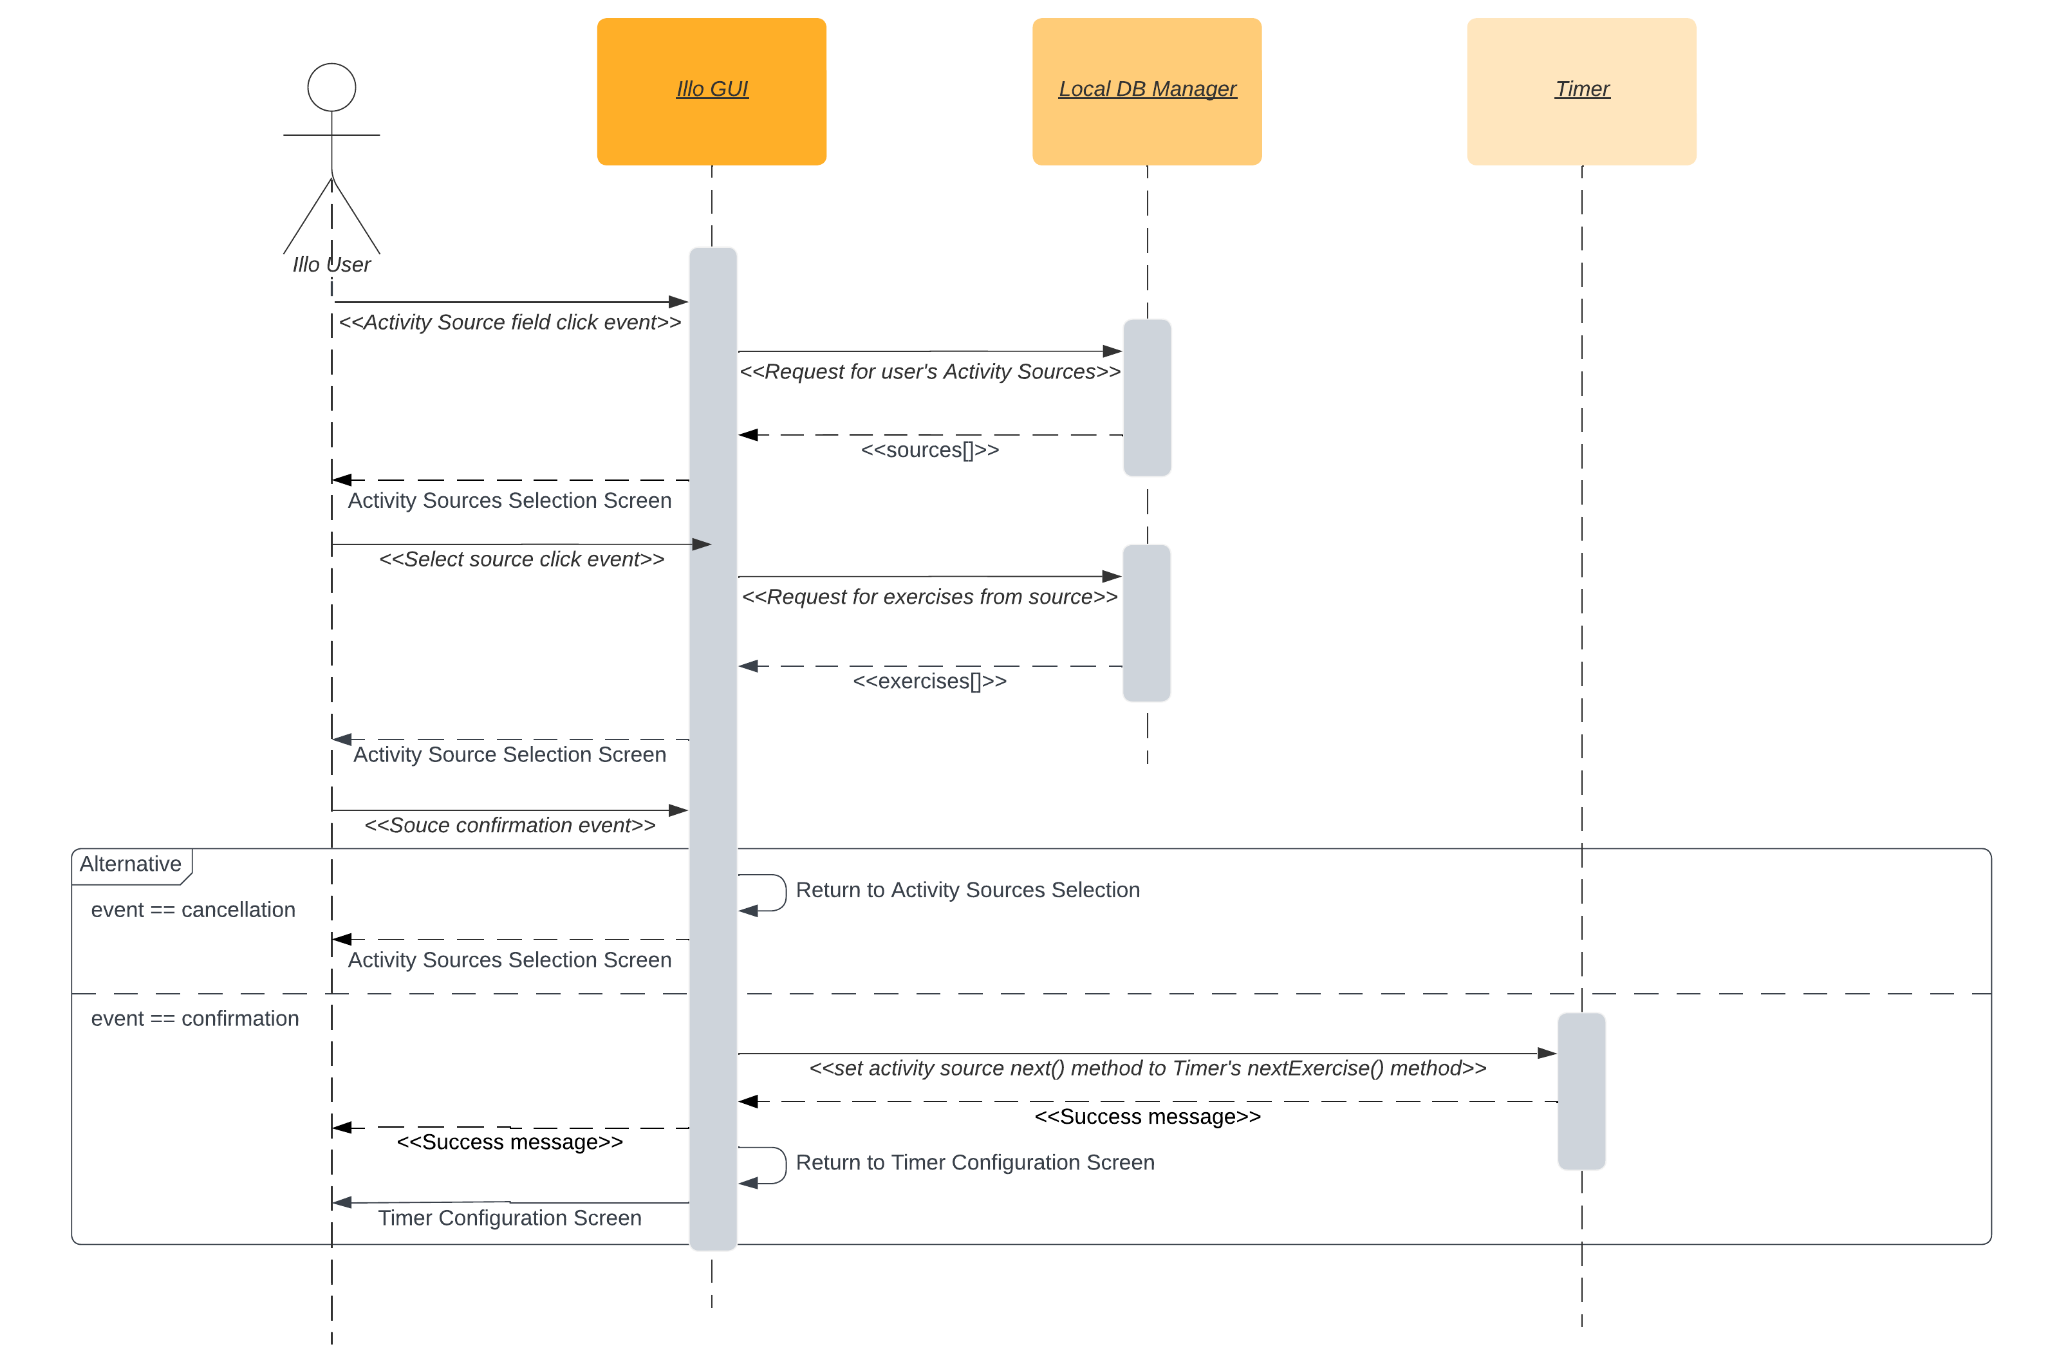 Illo GUI
Local DB Manager
Timer
Illo User
<<Activity Source field click event>>
<<Request for user's Activity Sources>>
<<sources[]>>
Activity Sources Selection Screen
<<Select source click event>>
<<Request for exercises from source>>
<<exercises[]>>
Activity Source Selection Screen
<<Souce confirmation event>>
Alternative
Return to Activity Sources Selection
event == cancellation
Activity Sources Selection Screen
event == confirmation
<<set activity source next() method to Timer's nextExercise() method>>
<<Success message>>
<<Success message>>
Return to Timer Configuration Screen
Timer Configuration Screen